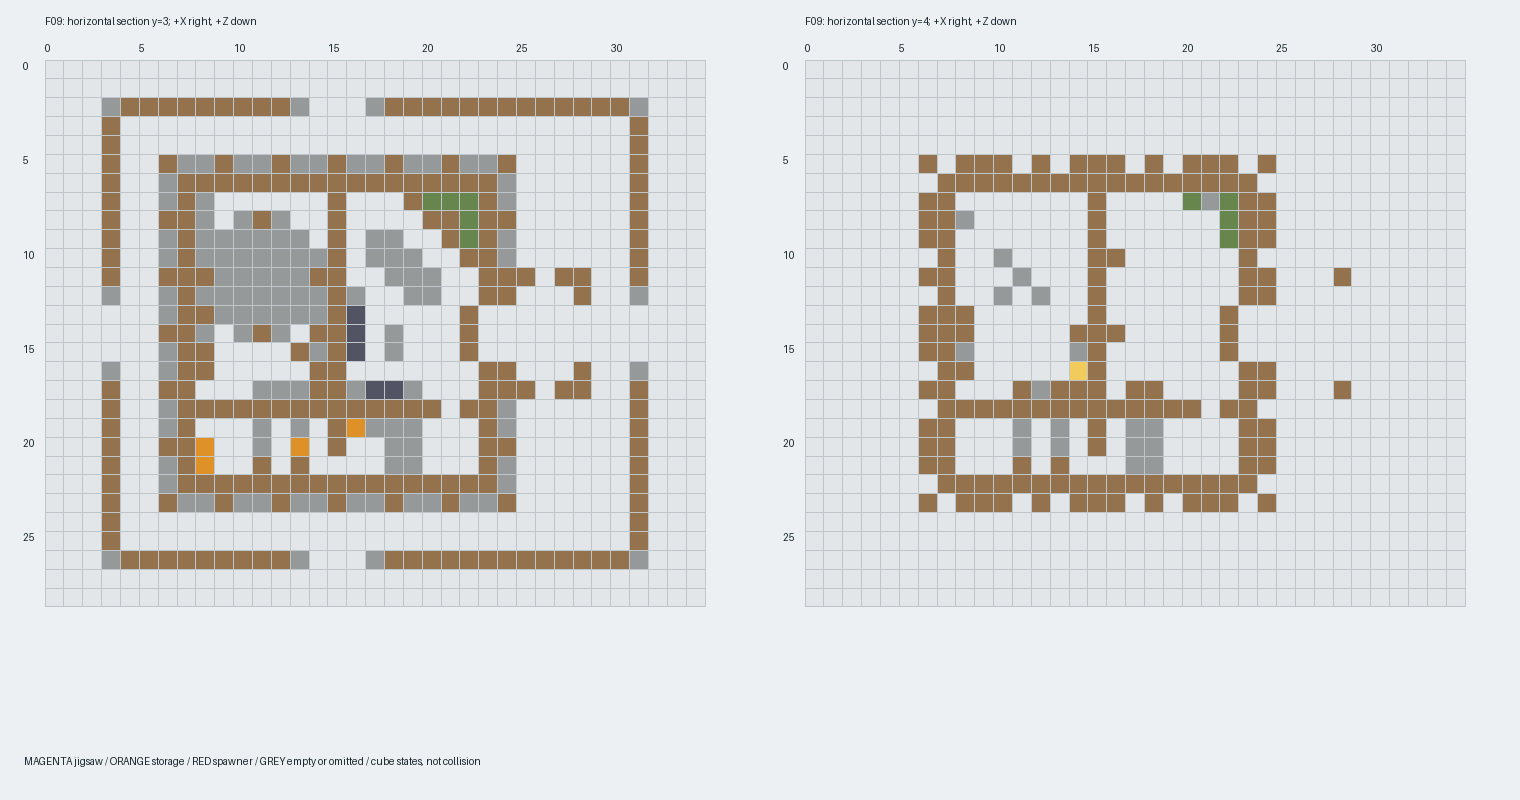 F09: horizontal section y=3; +X right, +Z down
F09: horizontal section y=4; +X right, +Z down
0 5 10 15 20 25 30
0 5 10 15 20 25 30
0 0
5 5
10 10
15 15
20 20
25 25
MAGENTA jigsaw / ORANGE storage / RED spawner / GREY empty or omitted / cube states, not collision